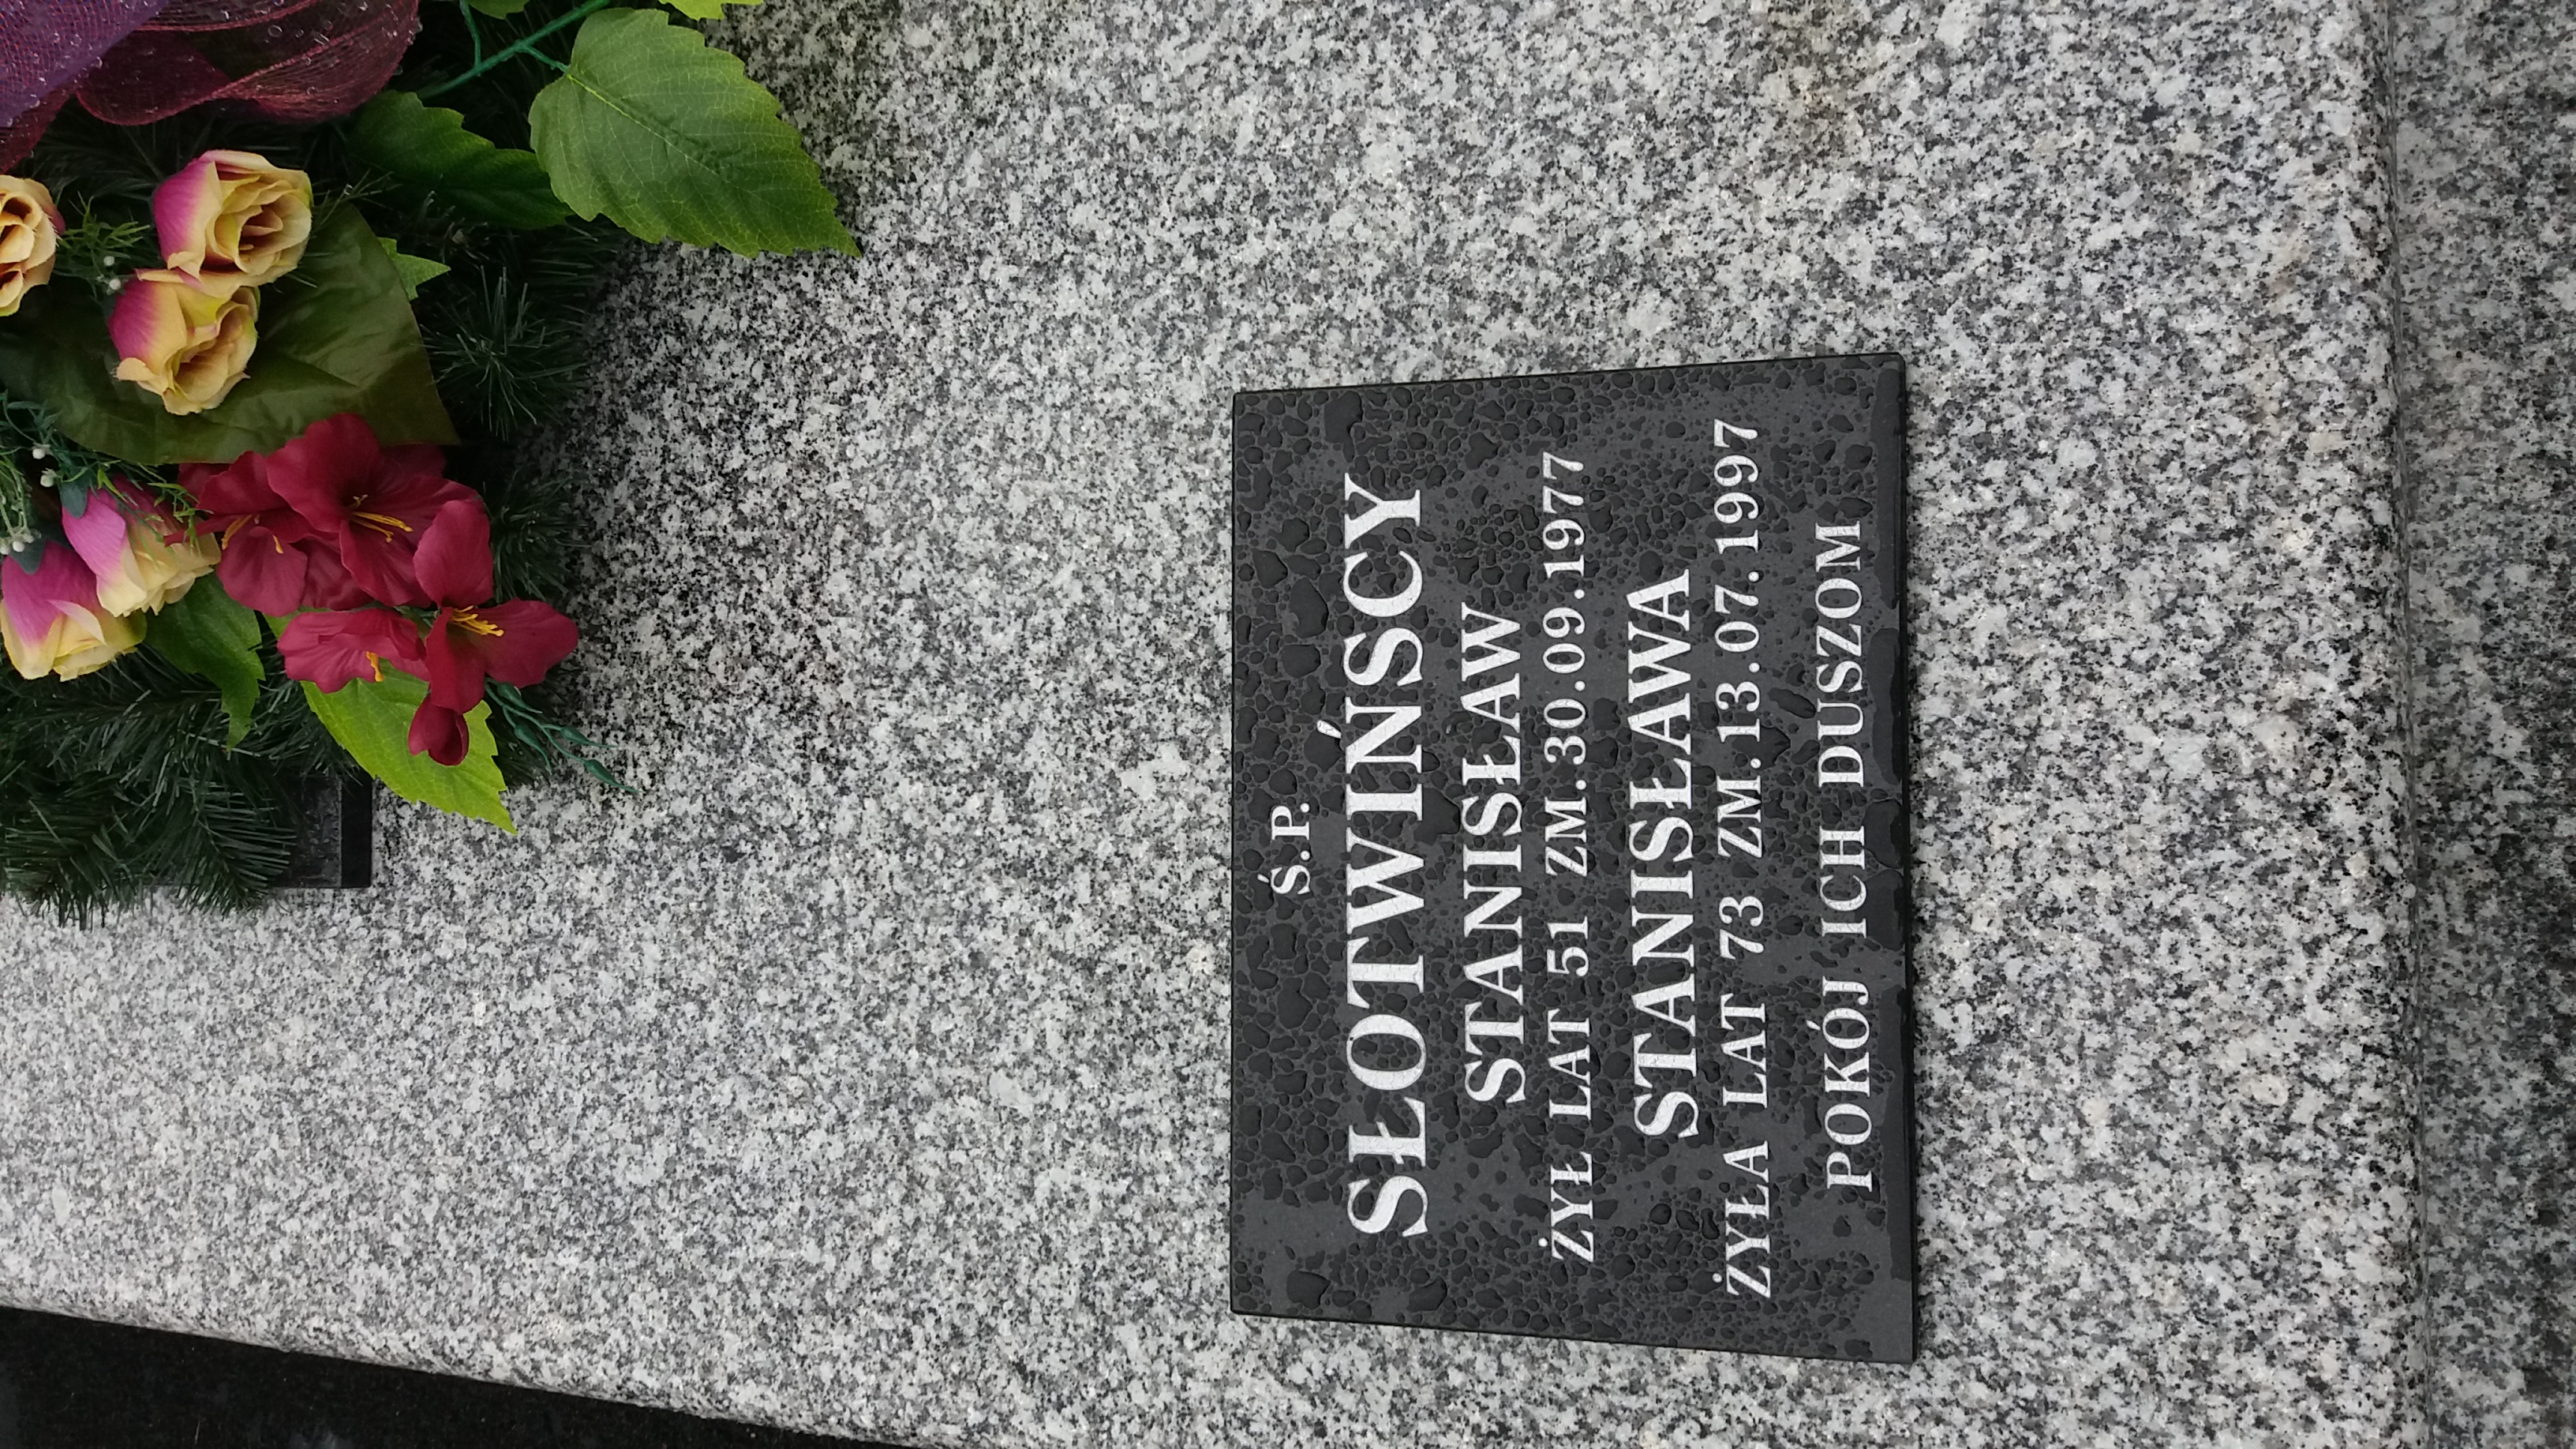 Ś.P.
SŁOTWIŃSCY
STANISŁAW
ŻYŁ LAT 51 ZM.30.09.1977
STANISŁAWA
ŻYŁA LAT 73 ZM.13.07.1997
POKÓJ ICH DUSZOM